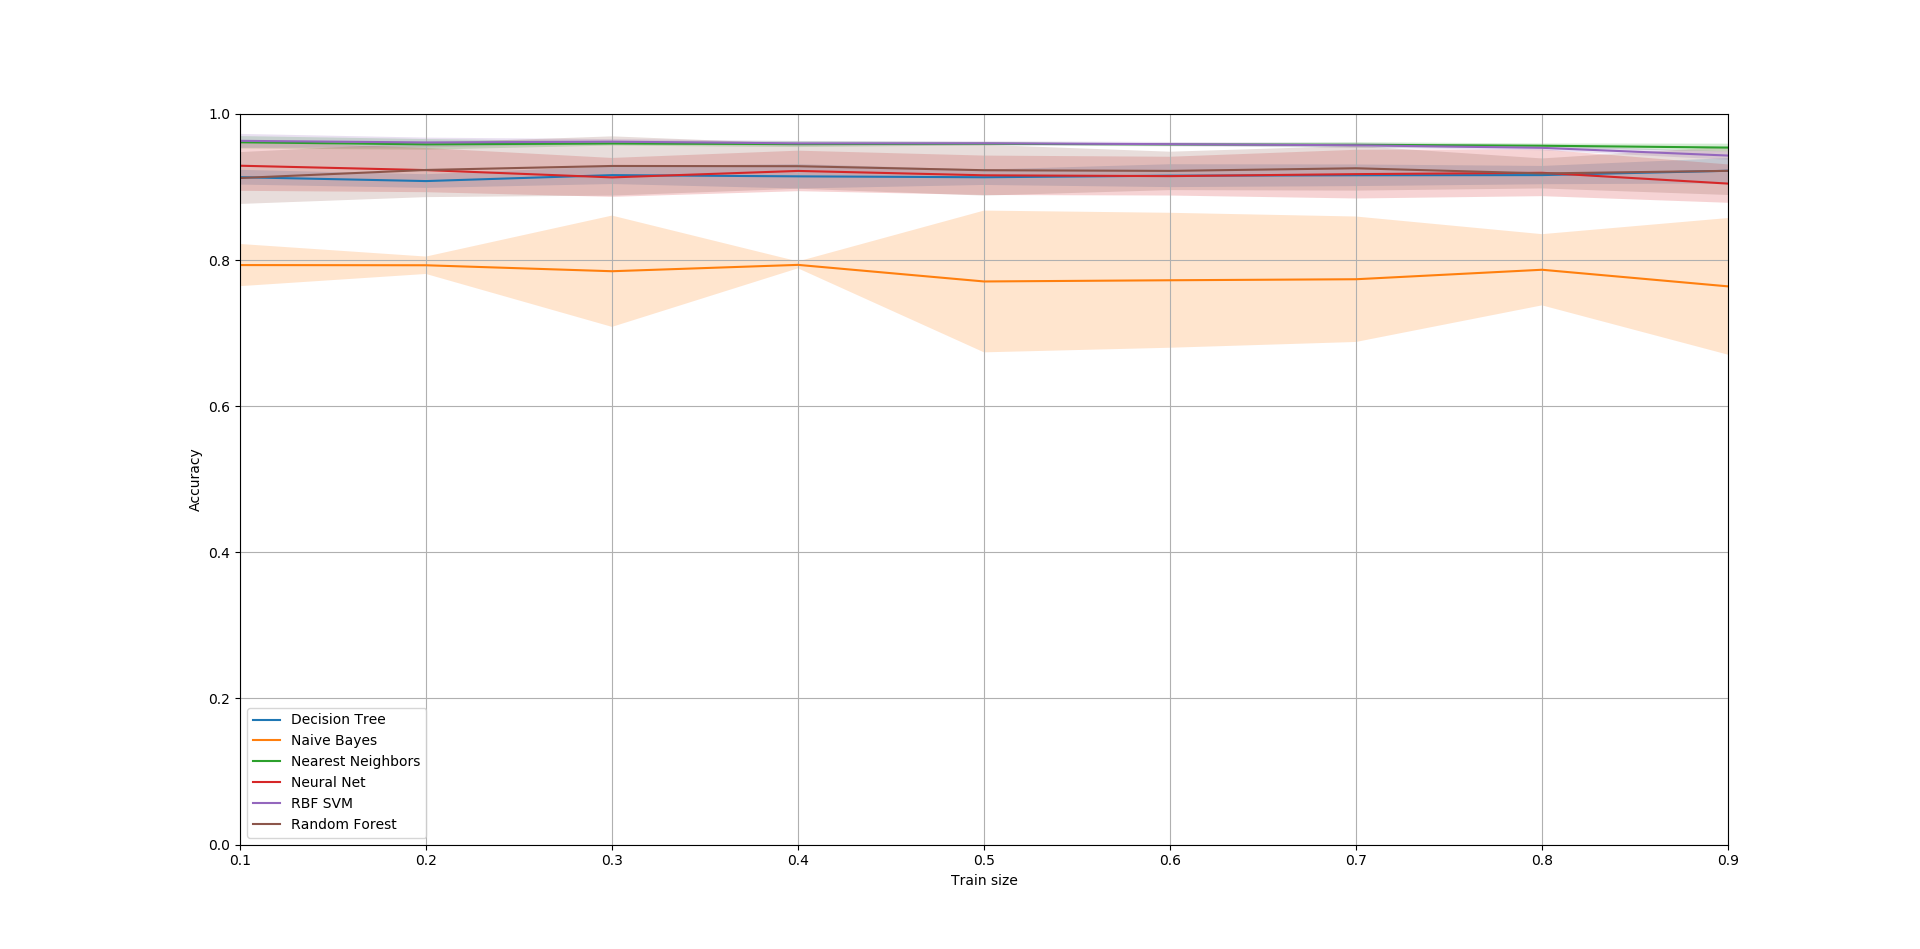 1.0
0.8
0.6
0.4
0.2
0.0
Accuracy
Decision Tree
Naive Bayes
Nearest Neighbors
Neural Net
RBF SVM
Random Forest
0.1 0.2 0.3 0.4 0.5 0.6 0.7 0.8 0.9
Train size